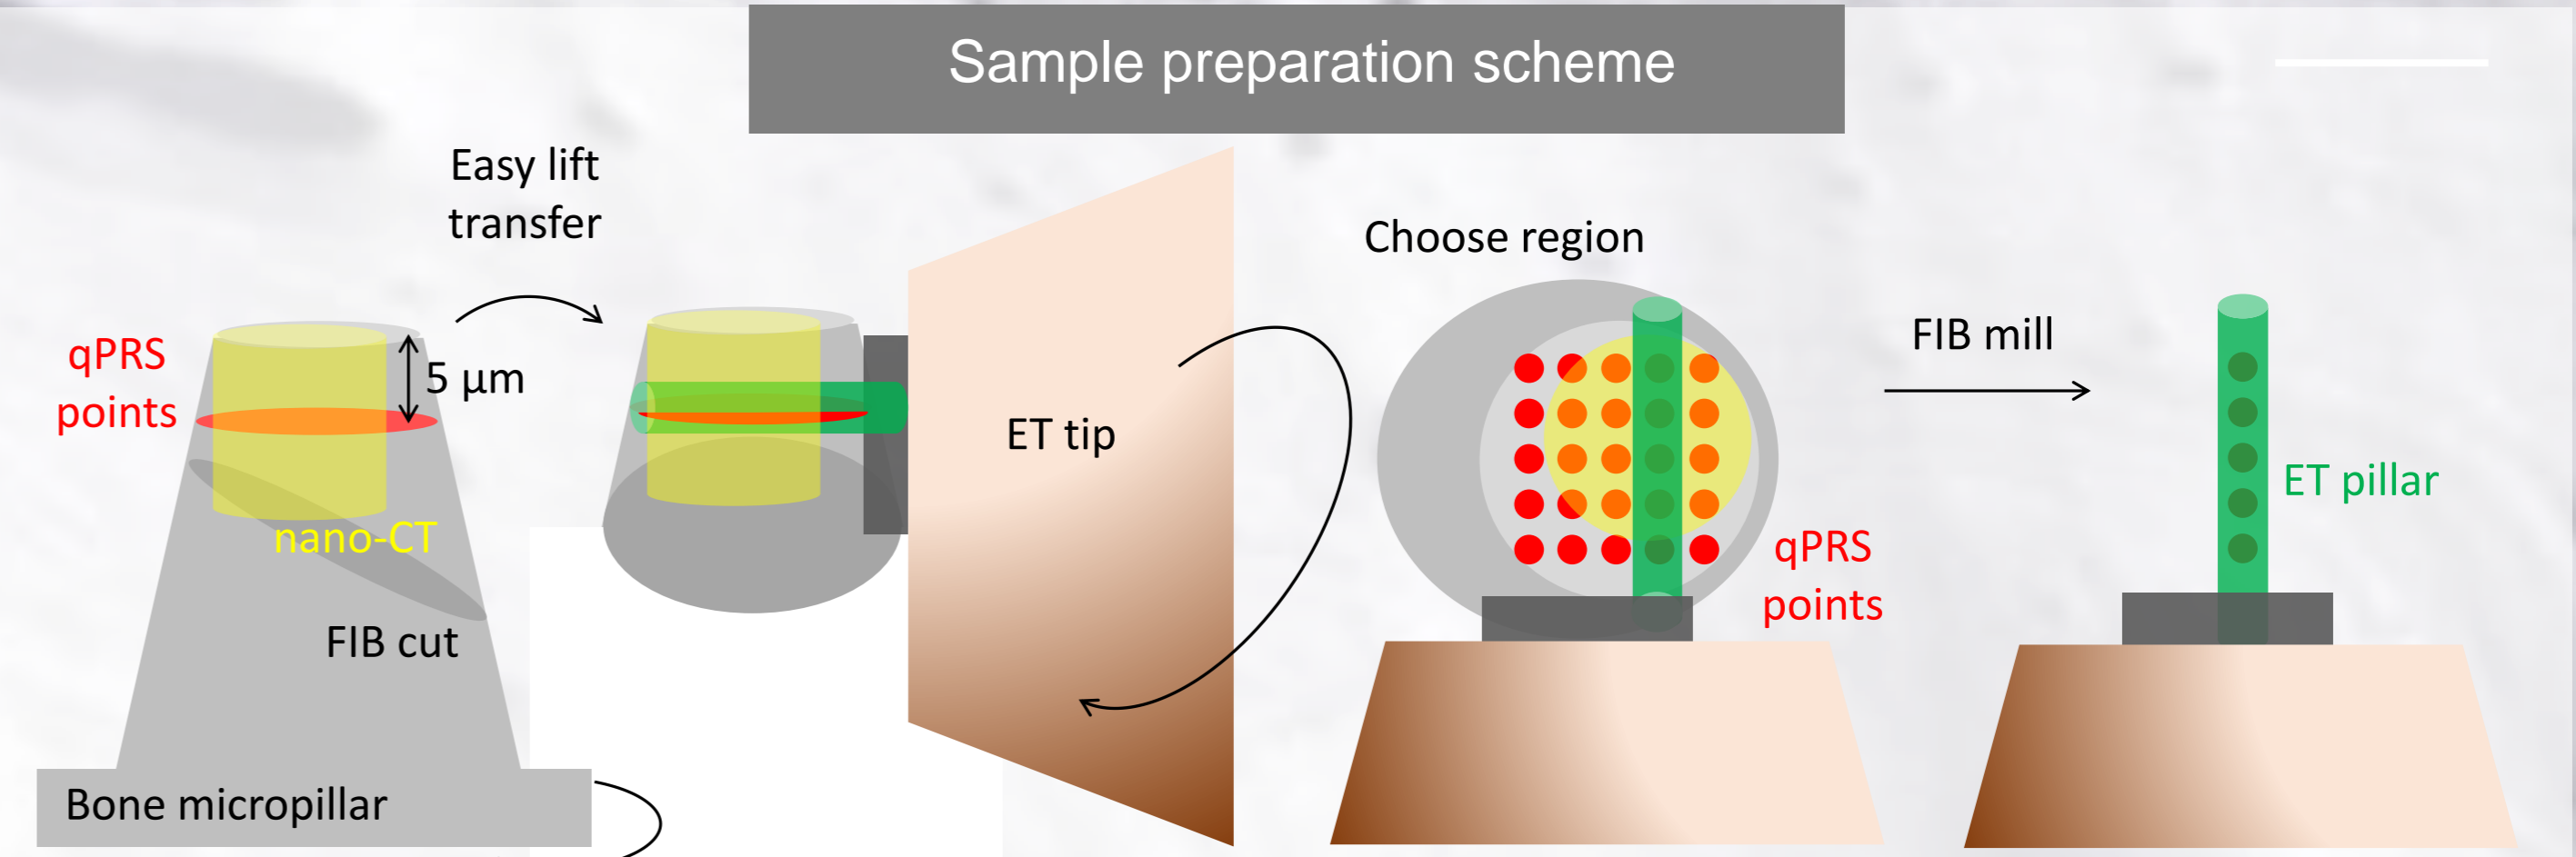 Sample preparation scheme
Easy lift
transfer
qPRS
points
5 µm
nano-CT
FIB cut
Bone micropillar
ET tip
Choose region
qPRS
points
FIB mill
ET pillar